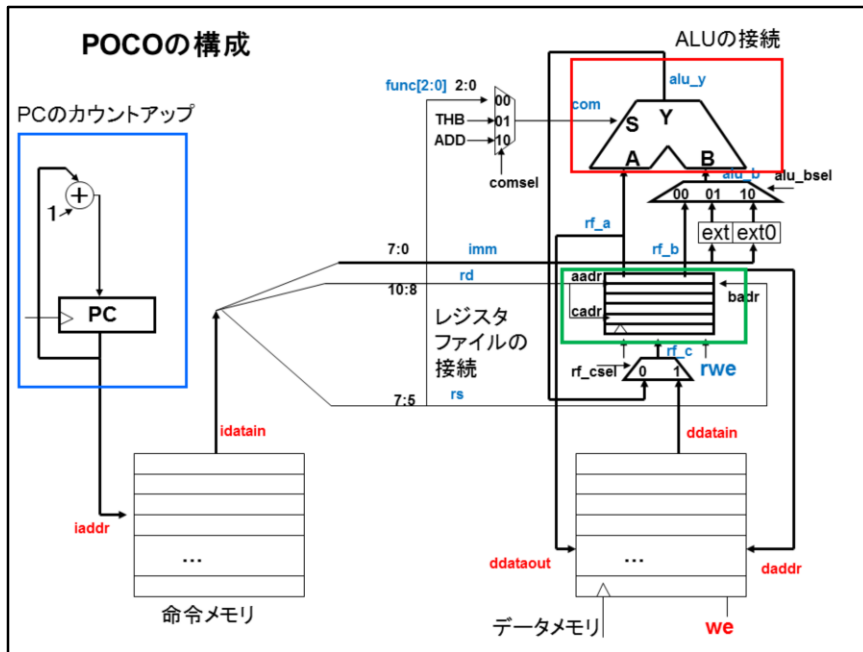 POCOの構成
ALUの接続
PCのカウントアップ
func[2:0] 2:0
alu_y
00
THB
01
ADD
10
com
comsel
S
Y
A
B
alu_b
alu_bsel
00 01 10
ext
ext0
rf_a
rf_b
7:0
imm
rd
10:8
aadr
badr
cadr
1
+
PC
レジスタ
ファイルの
接続
rf_c
rf_csel
0 1
rwe
7:5
rs
idatain
ddatain
iaddr
...
...
ddataout
daddr
命令メモリ
データメモリ
we